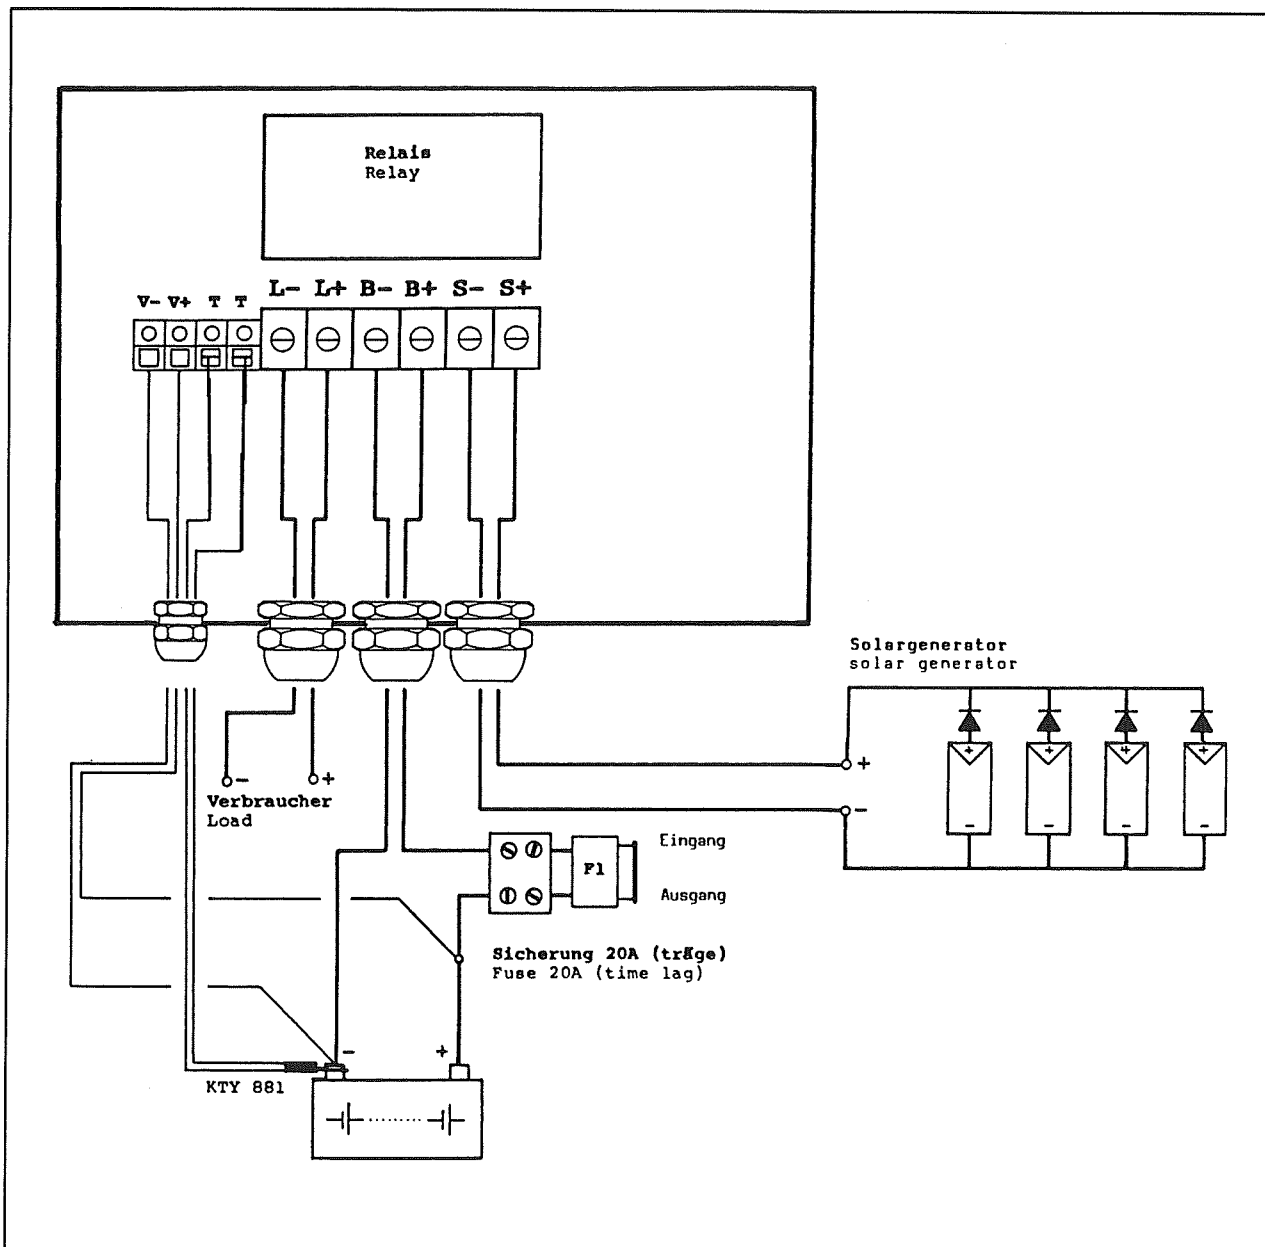 Relais
Relay
V- V+ T T L- L+ B- B+ S- S+
Solargenerator
solar generator
- +
Verbraucher
Load
+
-
+ + + +
- - - -
Eingang
F1
Ausgang
Sicherung 20A (träge)
Fuse 20A (time lag)
- +
KTY 881